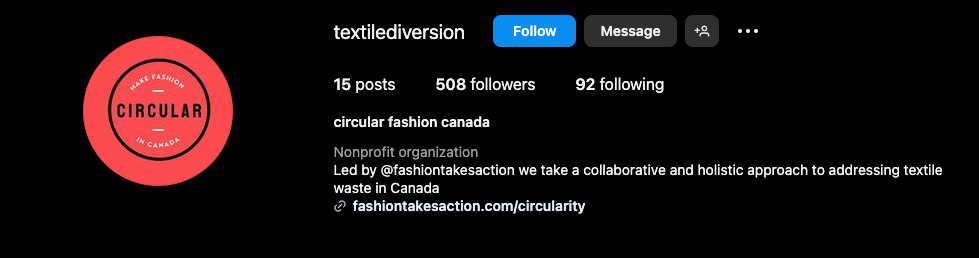 textilediversion Follow Message
15 posts 508 followers 92 following
circular fashion canada
MAKE FASHION
CIRCULAR
IN CANADA
Nonprofit organization
Led by @fashiontakesaction we take a collaborative and holistic approach to addressing textile
waste in Canada
fashiontakesaction.com/circularity